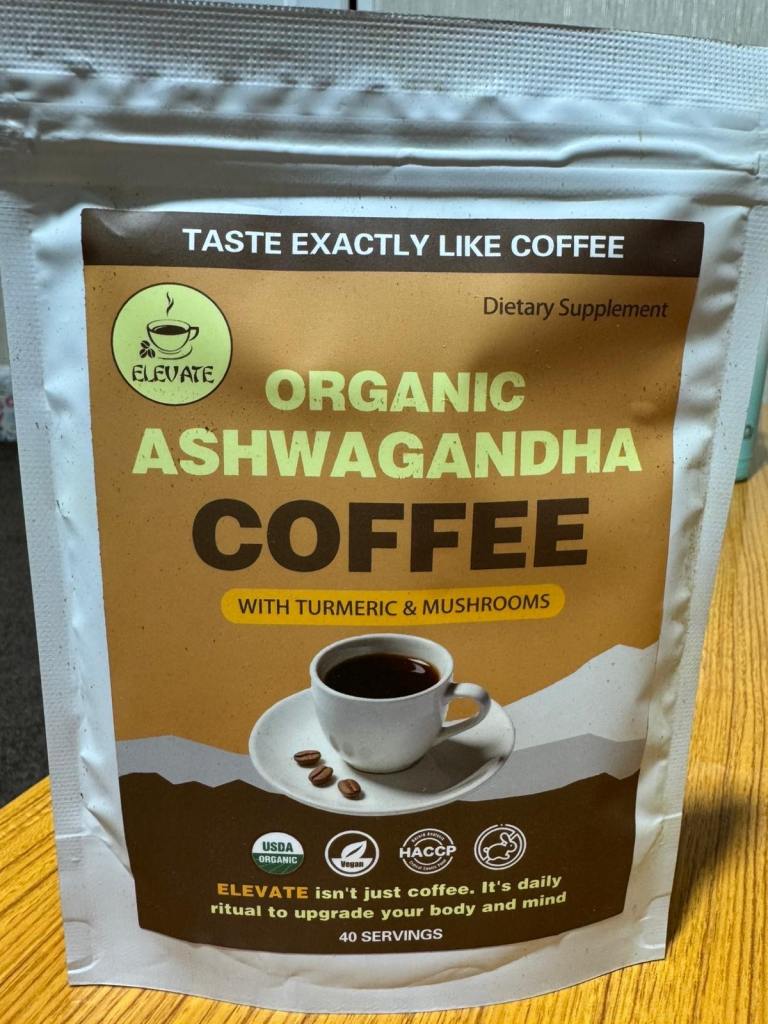 TASTE EXACTLY LIKE COFFEE
Dietary Supplement
ELEVATE
ORGANIC
ASHWAGANDHA
COFFEE
WITH TURMERIC & MUSHROOMS
USDA
ORGANIC
Vegan
HACCP
ELEVATE isn't just coffee. It's daily
ritual to upgrade your body and mind
40 SERVINGS